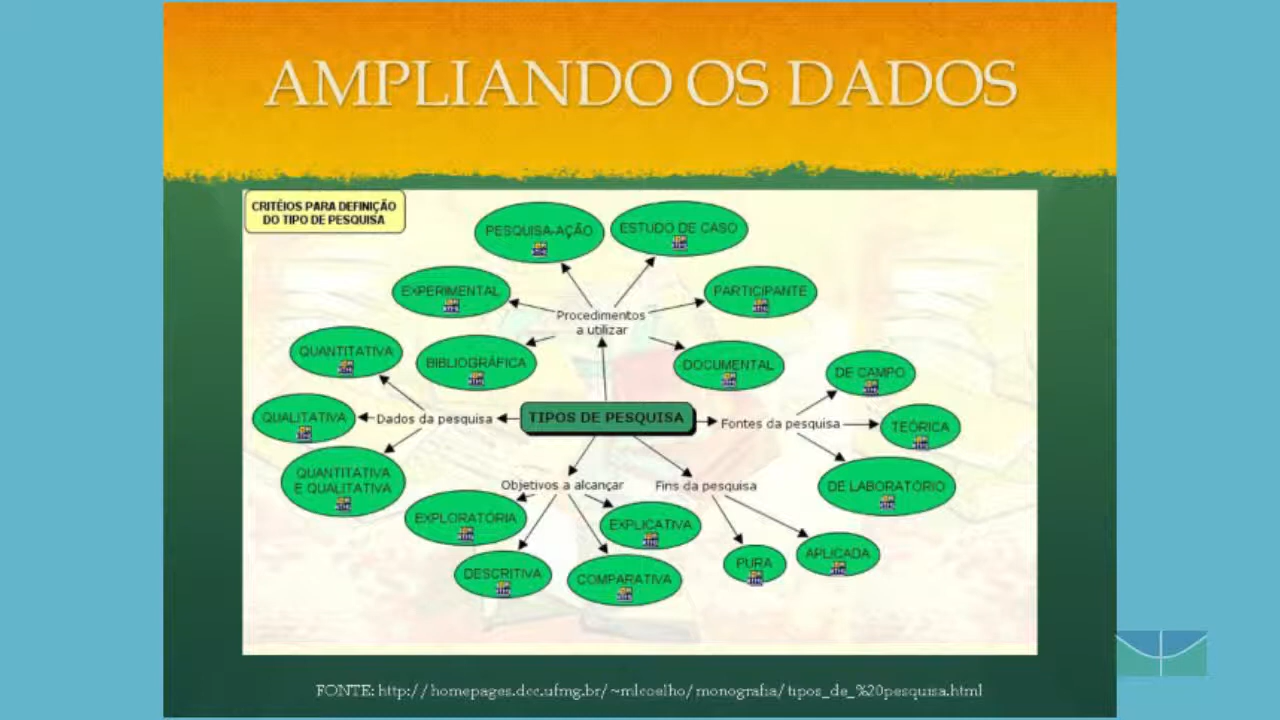 AMPLIANDO OS DADOS
CRITÉIOS PARA DEFINIÇÃO
DO TIPO DE PESQUISA
PESQUISA-AÇÃO
ESTUDO DE CASO
EXPERIMENTAL
PARTICIPANTE
Procedimentos
a utilizar
QUANTITATIVA
BIBLIOGRÁFICA
DOCUMENTAL
DE CAMPO
QUALITATIVA
Dados da pesquisa
TIPOS DE PESQUISA
Fontes da pesquisa
TEÓRICA
QUANTITATIVA
E QUALITATIVA
Objetivos a alcançar
Fins da pesquisa
DE LABORATÓRIO
EXPLORATÓRIA
EXPLICATIVA
DESCRITIVA
COMPARATIVA
PURA
APLICADA
FONTE: http://homepages.dcc.ufmg.br/~mlcoelho/monografia/tipos_de_%20pesquisa.html